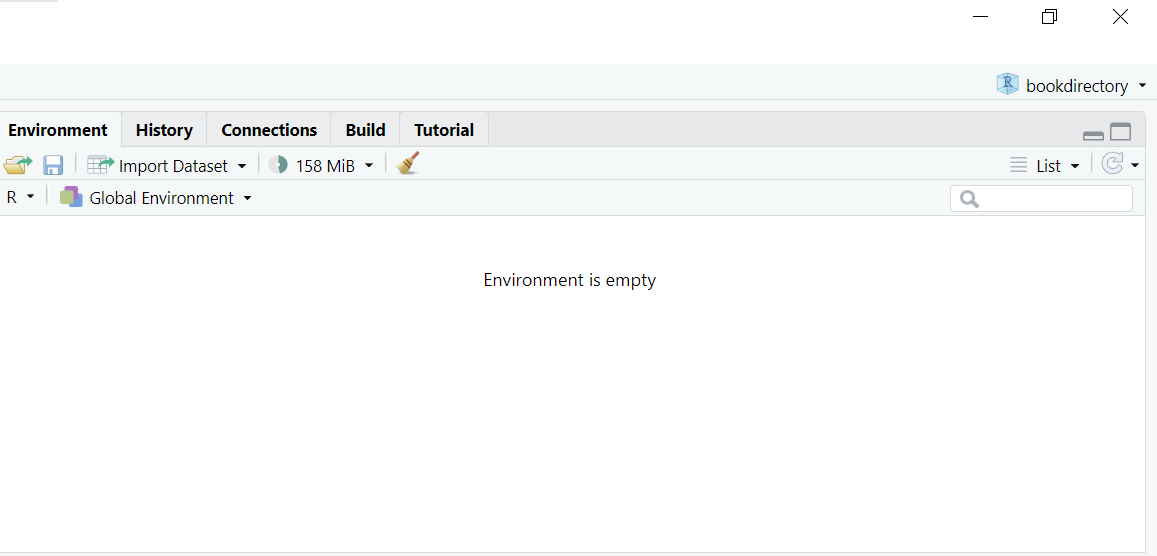 bookdirectory
Environment History Connections Build Tutorial
Import Dataset 158 MiB List
R Global Environment
Environment is empty